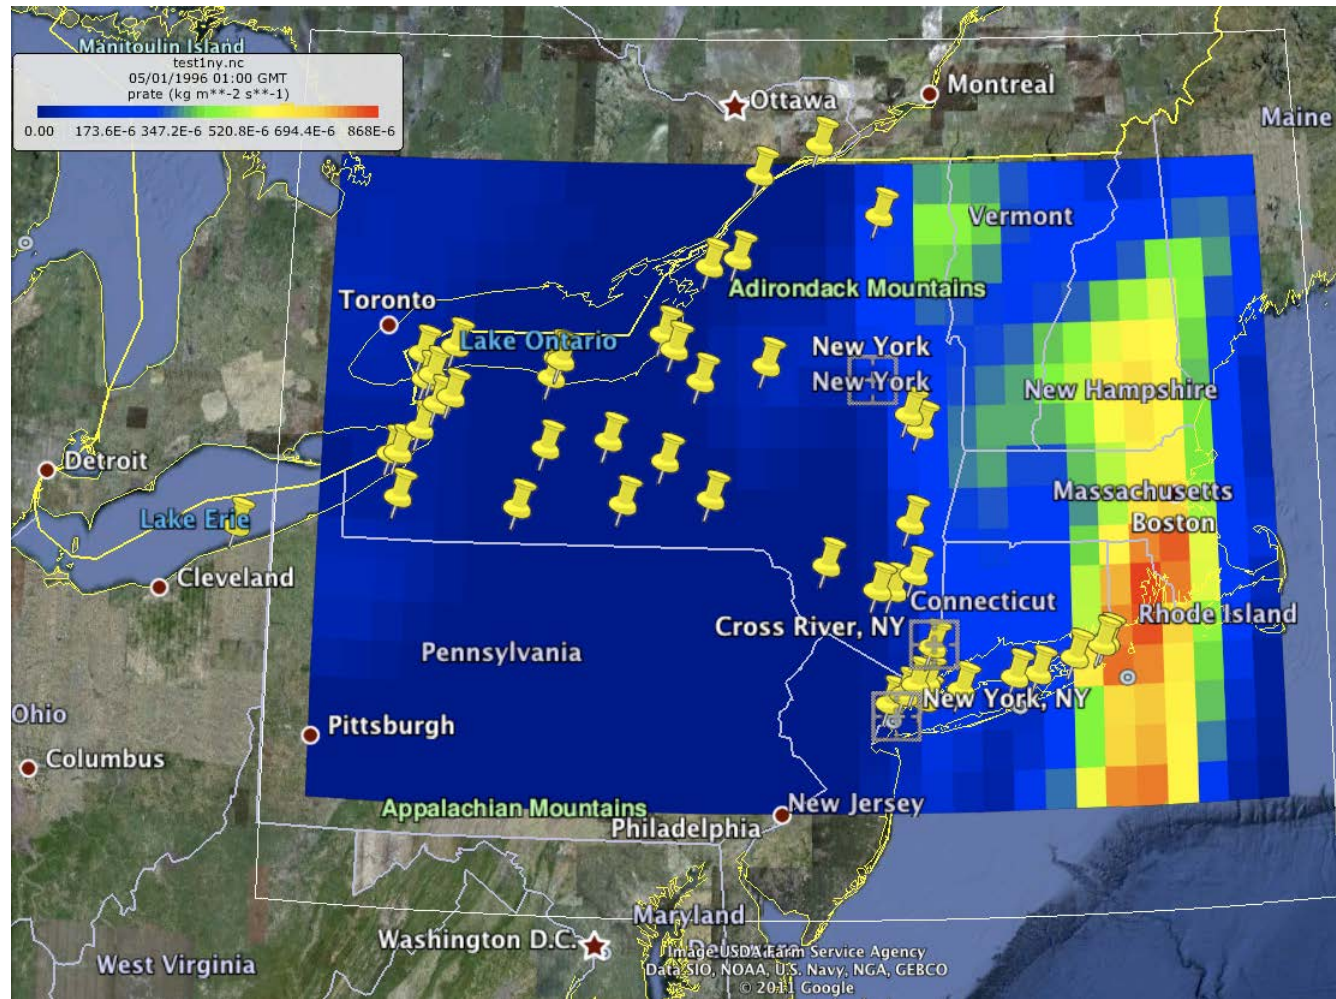 Manitoulin Island
test1ny.nc
05/01/1996 01:00 GMT
prate (kg m**-2 s**-1)
0.00 173.6E-6 347.2E-6 520.8E-6 694.4E-6 868E-6
Ottawa
Montreal
Maine
Vermont
Adirondack Mountains
Toronto
Lake Ontario
New York
New York
New Hampshire
Detroit
Massachusetts
Boston
Lake Erie
Cleveland
Connecticut
Rhode Island
Cross River, NY
Pennsylvania
New York, NY
Ohio
Pittsburgh
Columbus
Appalachian Mountains
New Jersey
Philadelphia
Maryland
Delaware
Washington D.C.
West Virginia
Image USDA Farm Service Agency
Data SIO, NOAA, U.S. Navy, NGA, GEBCO
© 2011 Google